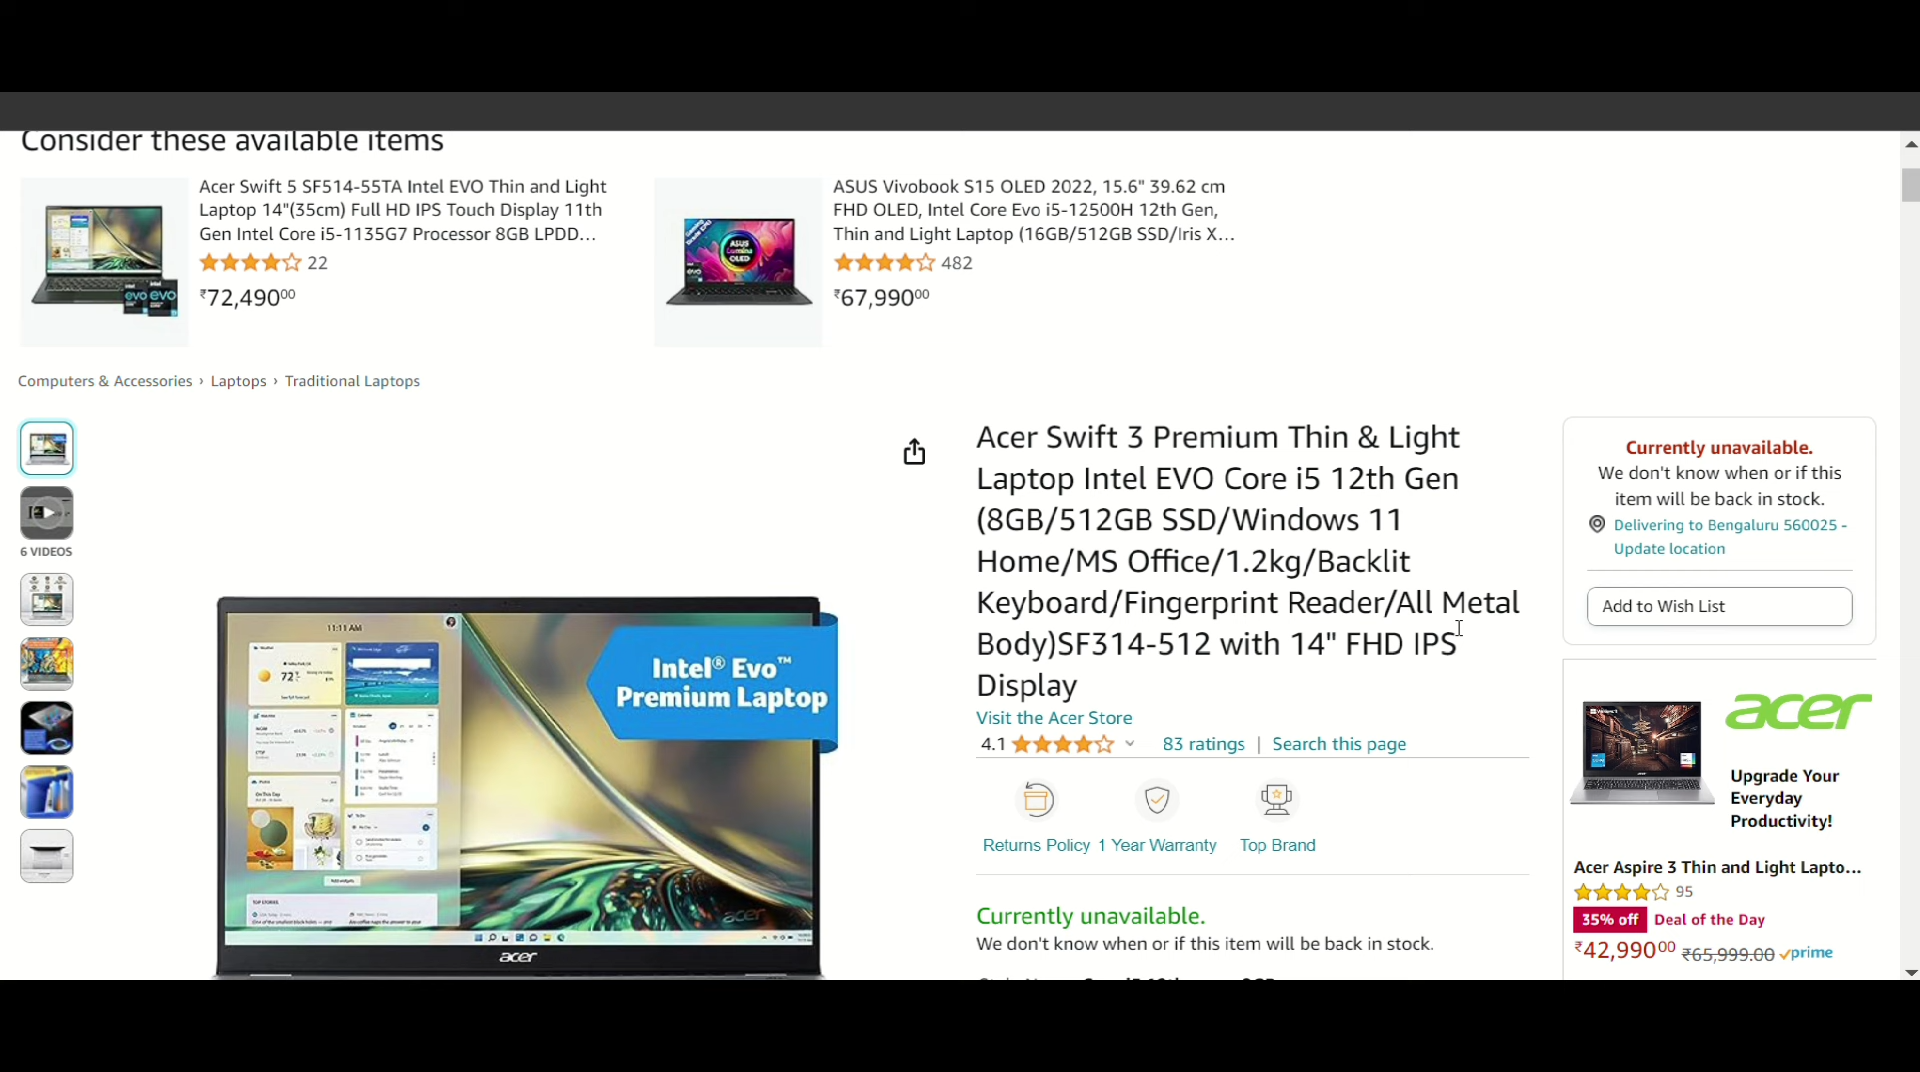 Consider these available items
Acer Swift 5 SF514-55TA Intel EVO Thin and Light
Laptop 14"(35cm) Full HD IPS Touch Display 11th
Gen Intel Core i5-1135G7 Processor 8GB LPDD...
22
₹72,490⁰⁰
ASUS Vivobook S15 OLED 2022, 15.6" 39.62 cm
FHD OLED, Intel Core Evo i5-12500H 12th Gen,
Thin and Light Laptop (16GB/512GB SSD/Iris X...
482
₹67,990⁰⁰
Computers & Accessories › Laptops › Traditional Laptops
6 VIDEOS
11:11 AM
72°
Intel® Evo™
Premium Laptop
TOP STORIES
acer
acer
Acer Swift 3 Premium Thin & Light
Laptop Intel EVO Core i5 12th Gen
(8GB/512GB SSD/Windows 11
Home/MS Office/1.2kg/Backlit
Keyboard/Fingerprint Reader/All Metal
Body)SF314-512 with 14" FHD IPS
Display
Visit the Acer Store
4.1 83 ratings | Search this page
Returns Policy 1 Year Warranty Top Brand
Currently unavailable.
We don't know when or if this item will be back in stock.
Currently unavailable.
We don't know when or if this
item will be back in stock.
Delivering to Bengaluru 560025 -
Update location
Add to Wish List
acer
Upgrade Your
Everyday
Productivity!
Acer Aspire 3 Thin and Light Lapto...
95
35% off Deal of the Day
₹42,990⁰⁰ ₹65,999.00 prime